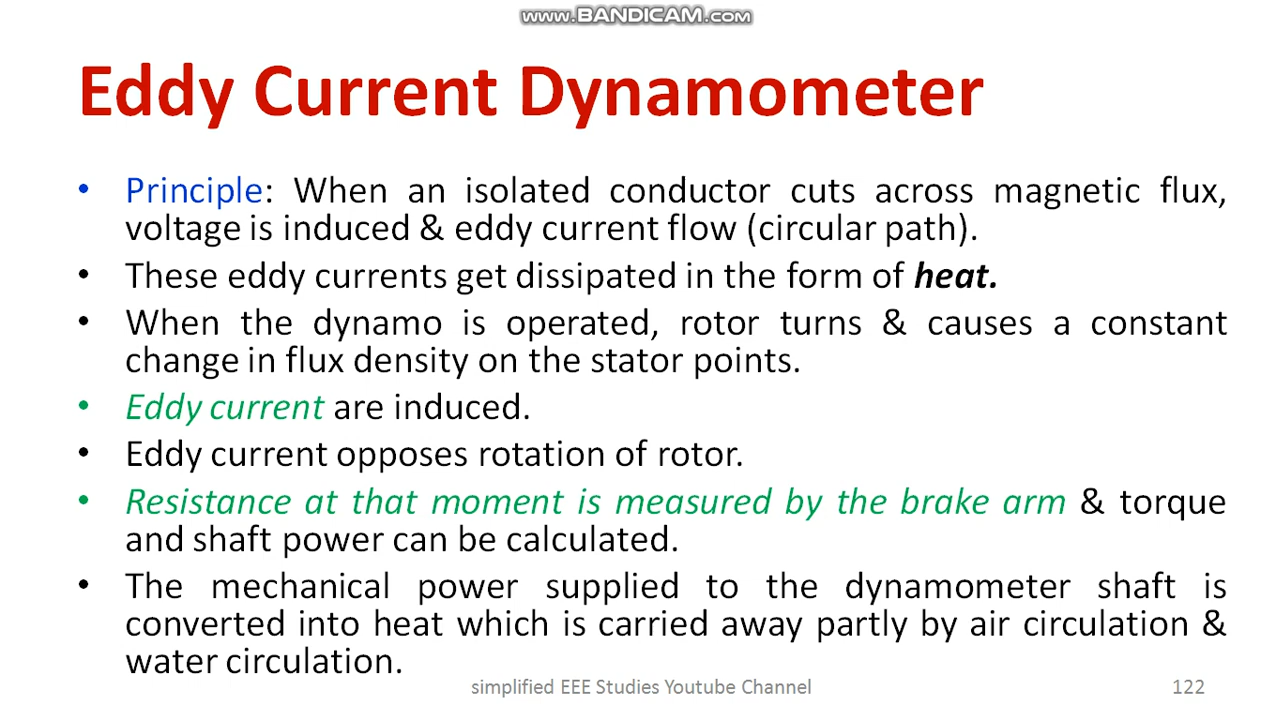 www.BANDICAM.com
Eddy Current Dynamometer
• Principle: When an isolated conductor cuts across magnetic flux,
voltage is induced & eddy current flow (circular path).
• These eddy currents get dissipated in the form of heat.
• When the dynamo is operated, rotor turns & causes a constant
change in flux density on the stator points.
• Eddy current are induced.
• Eddy current opposes rotation of rotor.
• Resistance at that moment is measured by the brake arm & torque
and shaft power can be calculated.
• The mechanical power supplied to the dynamometer shaft is
converted into heat which is carried away partly by air circulation &
water circulation.
simplified EEE Studies Youtube Channel
122